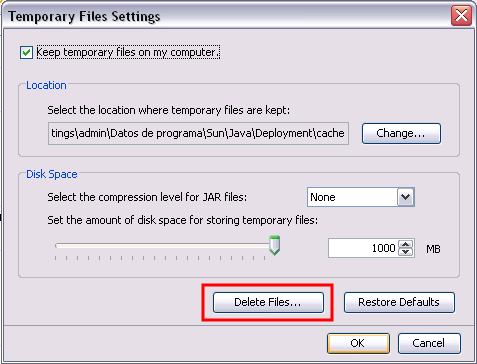 Temporary Files Settings
Keep temporary files on my computer.
Location
Select the location where temporary files are kept:
tings\admin\Datos de programa\Sun\Java\Deployment\cache
Change...
Disk Space
Select the compression level for JAR files:
None
Set the amount of disk space for storing temporary files:
1000 MB
Delete Files...
Restore Defaults
OK
Cancel